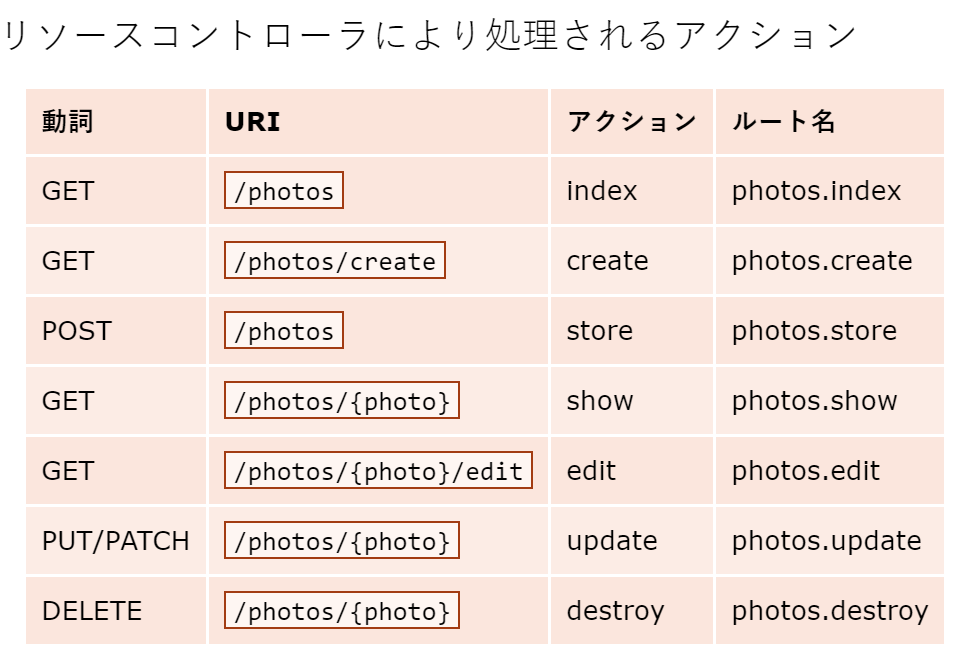 リソースコントローラにより処理されるアクション
動詞 URI アクション ルート名
GET /photos index photos.index
GET /photos/create create photos.create
POST /photos store photos.store
GET /photos/{photo} show photos.show
GET /photos/{photo}/edit edit photos.edit
PUT/PATCH /photos/{photo} update photos.update
DELETE /photos/{photo} destroy photos.destroy